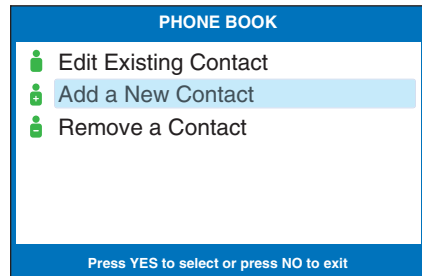 PHONE BOOK
Edit Existing Contact
Add a New Contact
Remove a Contact
Press YES to select or press NO to exit